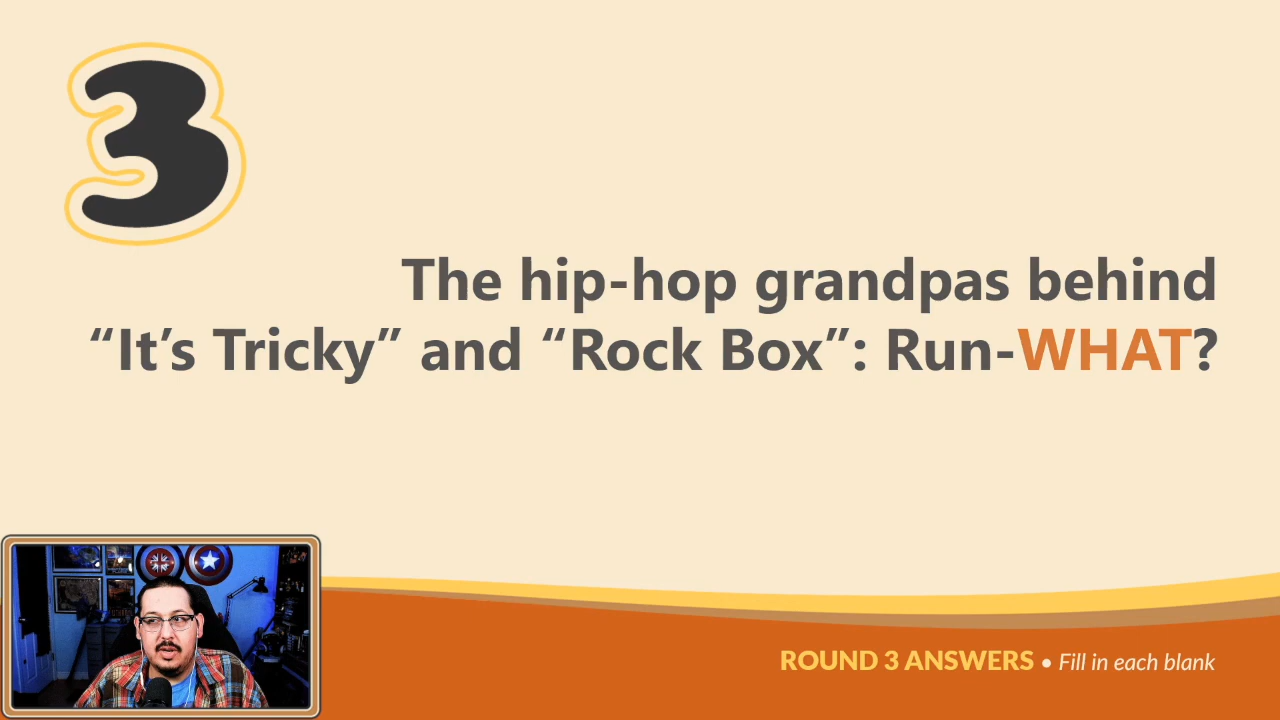 3
The hip-hop grandpas behind
“It’s Tricky” and “Rock Box”: Run-WHAT?
ROUND 3 ANSWERS • Fill in each blank